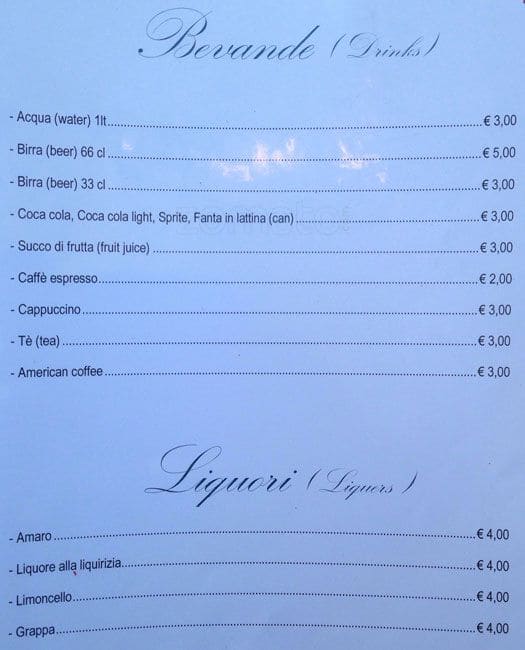 Bevande ( Drinks)
- Acqua (water) 1lt € 3,00
- Birra (beer) 66 cl € 5,00
- Birra (beer) 33 cl € 3,00
- Coca cola, Coca cola light, Sprite, Fanta in lattina (can) € 3,00
- Succo di frutta (fruit juice) € 3,00
- Caffè espresso € 2,00
- Cappuccino € 3,00
- Tè (tea) € 3,00
- American coffee € 3,00
Liquori ( Liquers )
- Amaro € 4,00
- Liquore alla liquirizia € 4,00
- Limoncello € 4,00
- Grappa € 4,00
zomato